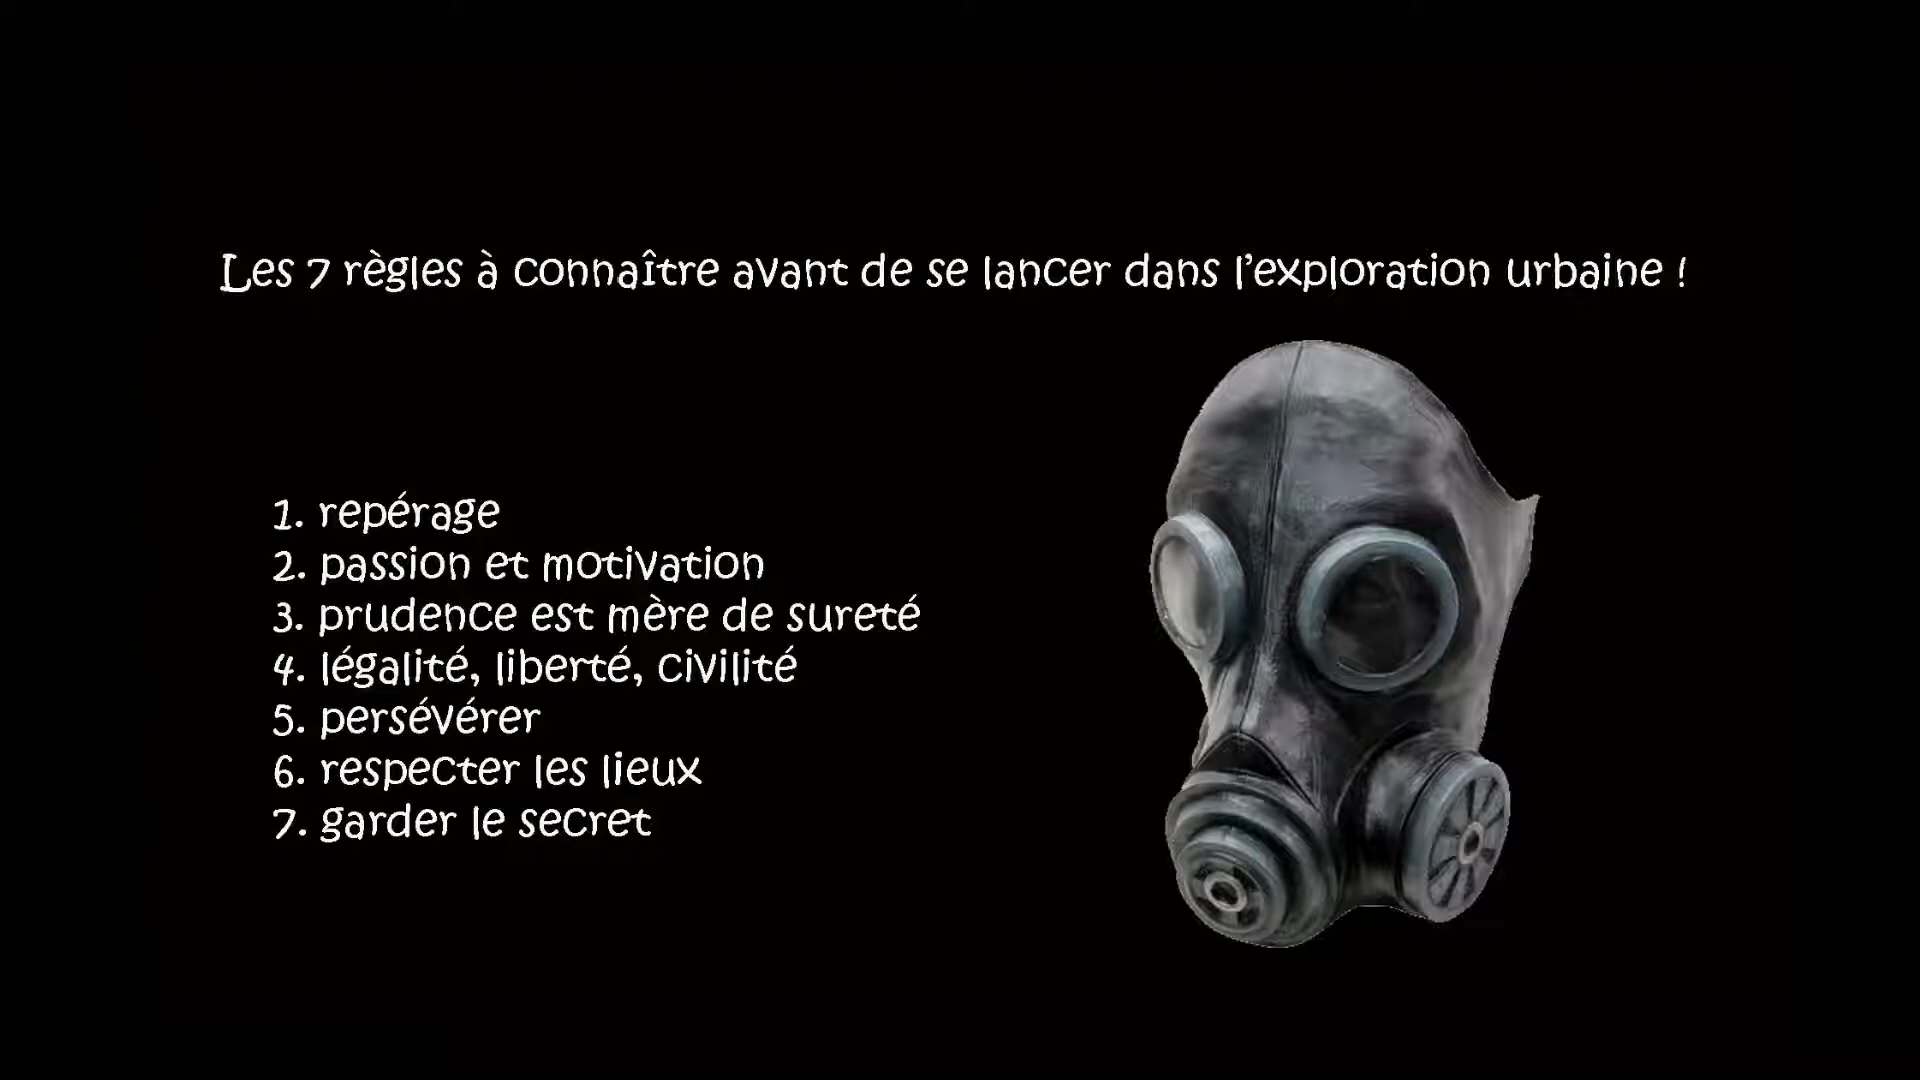 Les 7 règles à connaître avant de se lancer dans l'exploration urbaine !
1. repérage
2. passion et motivation
3. prudence est mère de sureté
4. légalité, liberté, civilité
5. persévérer
6. respecter les lieux
7. garder le secret